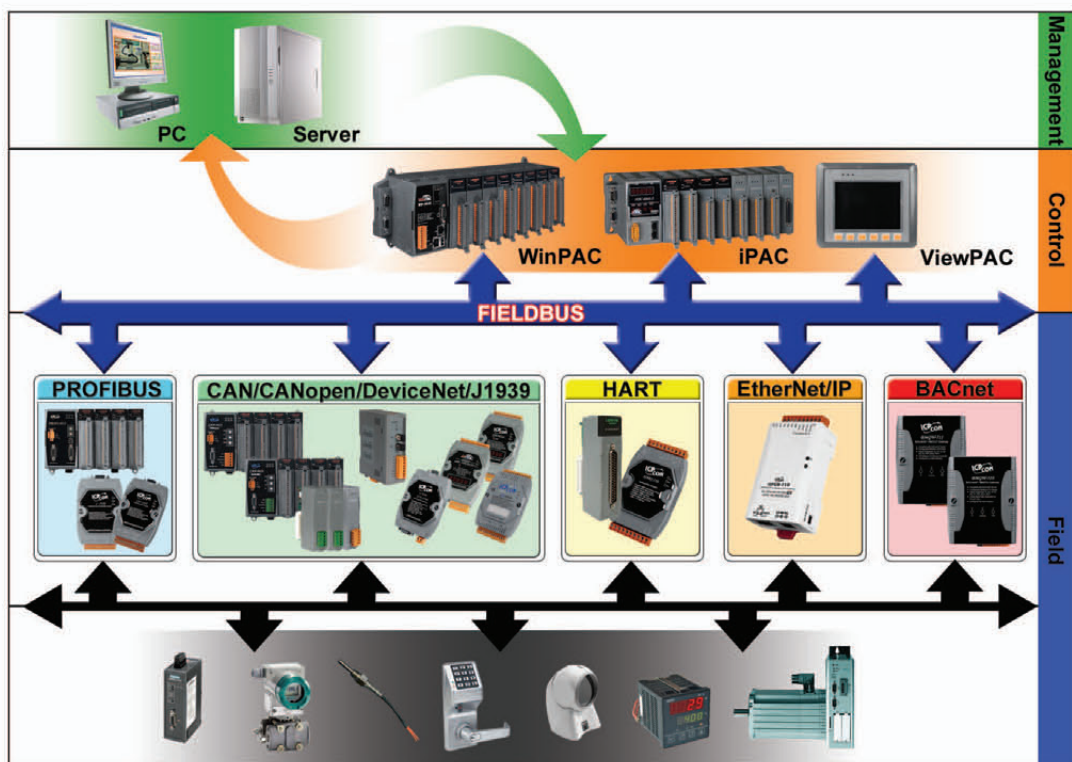 Management
PC
Server
Control
WinPAC
iPAC
ViewPAC
FIELDBUS
PROFIBUS
CAN/CANopen/DeviceNet/J1939
HART
EtherNet/IP
BACnet
Field